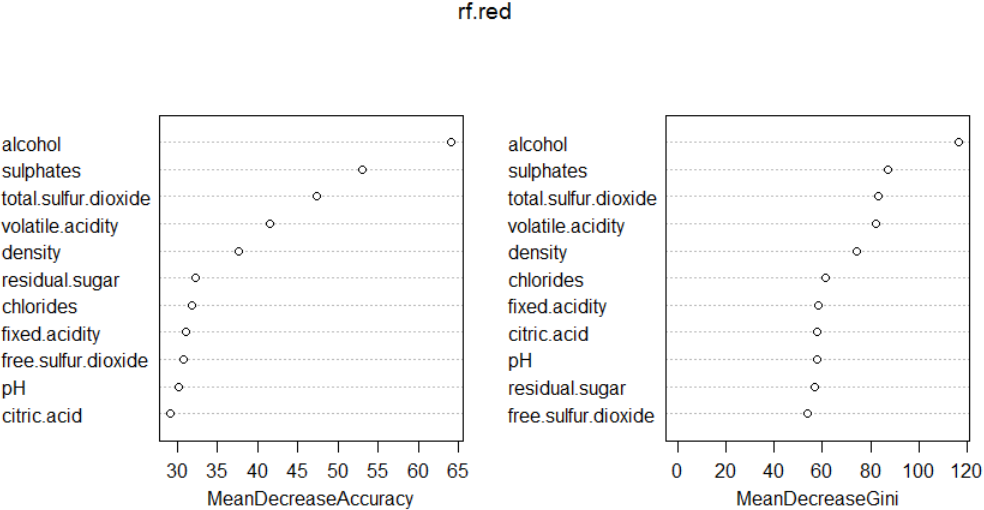 rf.red
alcohol
sulphates
total.sulfur.dioxide
volatile.acidity
density
residual.sugar
chlorides
fixed.acidity
free.sulfur.dioxide
pH
citric.acid
30 35 40 45 50 55 60 65
MeanDecreaseAccuracy
alcohol
sulphates
total.sulfur.dioxide
volatile.acidity
density
chlorides
fixed.acidity
citric.acid
pH
residual.sugar
free.sulfur.dioxide
0 20 40 60 80 100 120
MeanDecreaseGini